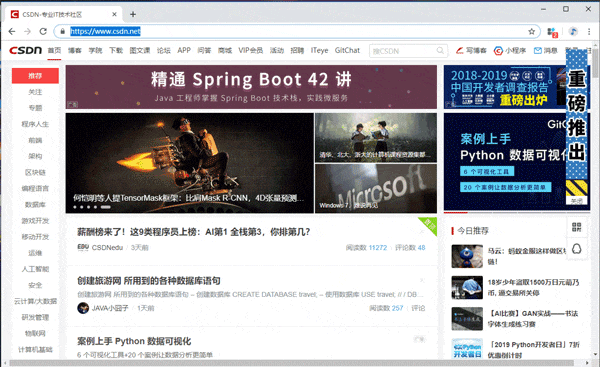 CSDN-专业IT技术社区
https://www.csdn.net
CSDN 首页 博客 学院 下载 图文课 论坛 APP 问答 商城 VIP会员 活动 招聘 ITeye GitChat
搜CSDN
写博客 小程序 消息
推荐
关注
专题
程序人生
前端
架构
区块链
编程语言
数据库
游戏开发
移动开发
运维
人工智能
安全
云计算/大数据
研发管理
物联网
计算机基础
精通 Spring Boot 42 讲
Java 工程师掌握 Spring Boot 技术栈，实践微服务
广告
何恺明等人提TensorMask框架：比肩Mask R-CNN，4D张量预测...
清华、北大、浙大的计算机课程资源集都...
Microsoft
薪酬榜来了！这9类程序员上榜：AI第1 全栈第3，你排第几？
CSDNedu 3天前
阅读数 11272 评论数 48
创建旅游网 所用到的各种数据库语句
创建旅游网 所用到的各种数据库语句 – 创建数据库 CREATE DATABASE travel; – 使用数据库 USE travel; // / DB...
JAVA小囝子 1天前
阅读数 257 评论
案例上手 Python 数据可视化
6 个可视化工具+20 个案例让数据分析更简单
2018-2019
中国开发者调查报告
重磅出炉
案例上手
Python 数据可视化
6 个可视化工具
20 个案例让数据分析更简单
重磅推出
今日推荐
马云：蚂蚁金服这样做区块链！
18岁少年盗取1500万日元萌乃币，遏交易所关停
【AI比赛】GAN实战——书法字体生成练习赛
「2019 Python开发者日」7折优惠倒计时